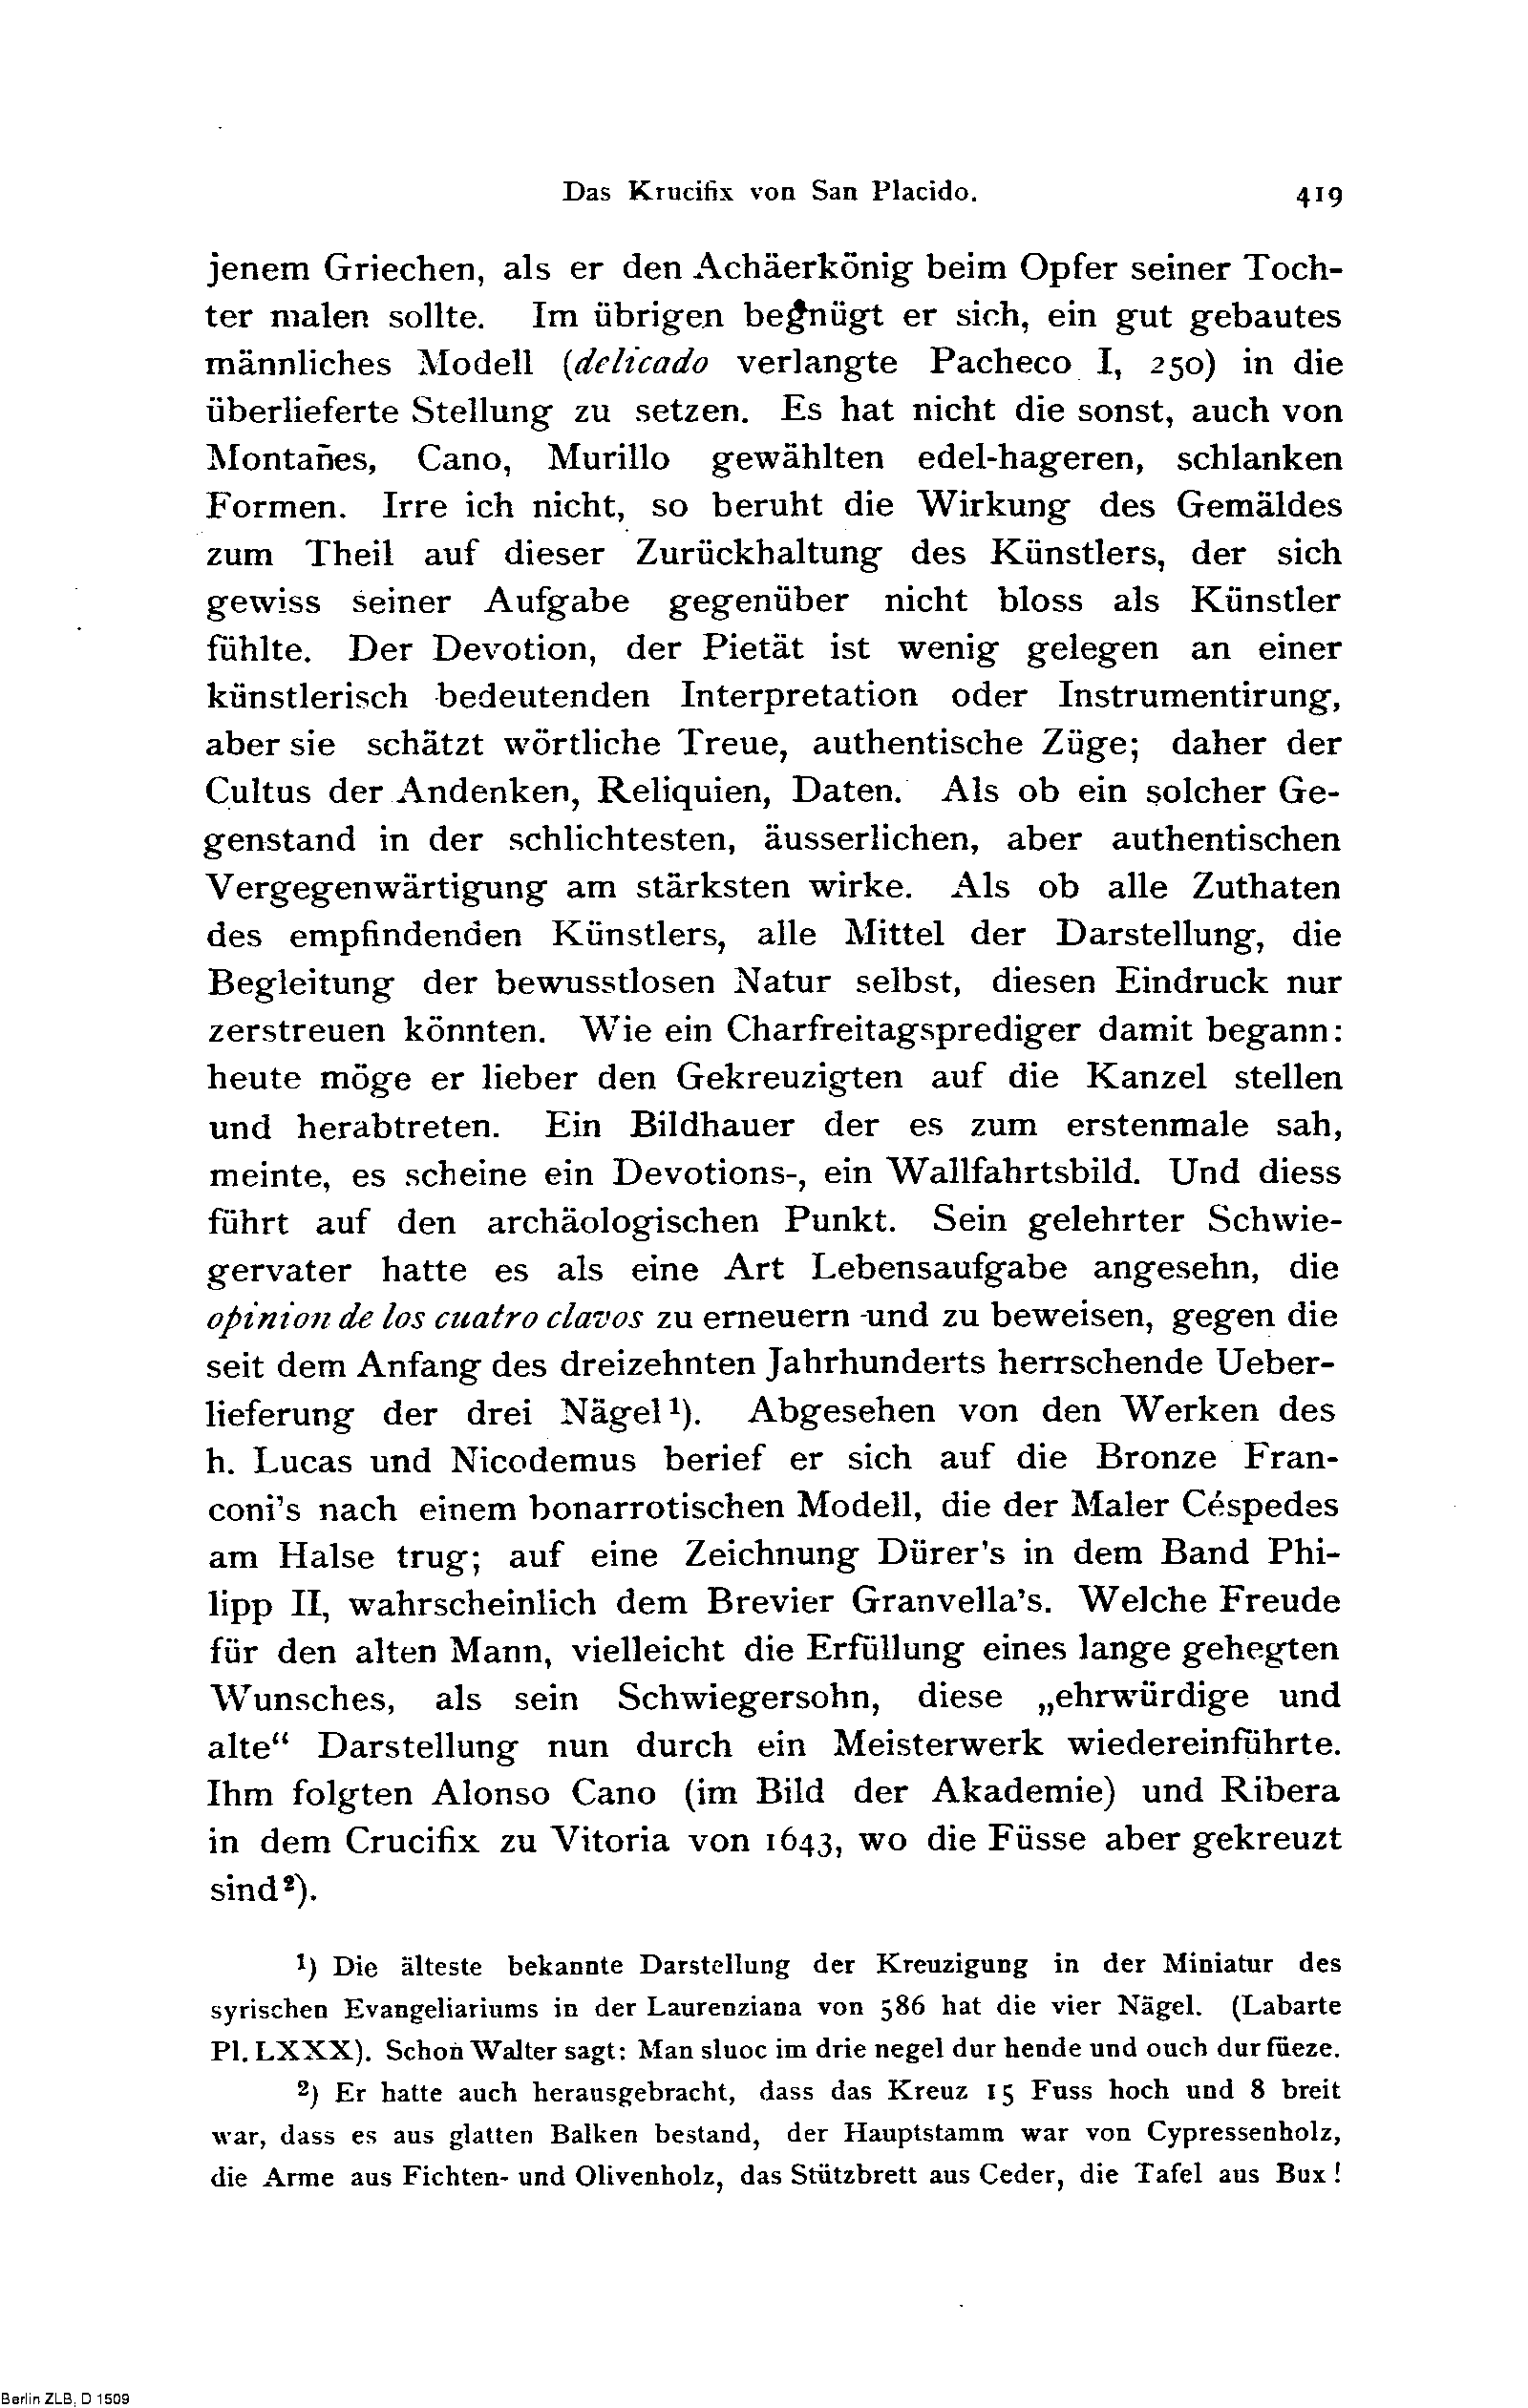 Das Krucifix von San Placido. 419
jenem Griechen, als er den Achäerkönig beim Opfer seiner Toch-
ter malen sollte. Im übrigen begnügt er sich, ein gut gebautes
männliches Modell (delicado verlangte Pacheco I, 250) in die
überlieferte Stellung zu setzen. Es hat nicht die sonst, auch von
Montañes, Cano, Murillo gewählten edel-hageren, schlanken
Formen. Irre ich nicht, so beruht die Wirkung des Gemäldes
zum Theil auf dieser Zurückhaltung des Künstlers, der sich
gewiss seiner Aufgabe gegenüber nicht bloss als Künstler
fühlte. Der Devotion, der Pietät ist wenig gelegen an einer
künstlerisch bedeutenden Interpretation oder Instrumentirung,
aber sie schätzt wörtliche Treue, authentische Züge; daher der
Cultus der Andenken, Reliquien, Daten. Als ob ein solcher Ge-
genstand in der schlichtesten, äusserlichen, aber authentischen
Vergegenwärtigung am stärksten wirke. Als ob alle Zuthaten
des empfindenden Künstlers, alle Mittel der Darstellung, die
Begleitung der bewusstlosen Natur selbst, diesen Eindruck nur
zerstreuen könnten. Wie ein Charfreitagsprediger damit begann:
heute möge er lieber den Gekreuzigten auf die Kanzel stellen
und herabtreten. Ein Bildhauer der es zum erstenmale sah,
meinte, es scheine ein Devotions-, ein Wallfahrtsbild. Und diess
führt auf den archäologischen Punkt. Sein gelehrter Schwie-
gervater hatte es als eine Art Lebensaufgabe angesehn, die
opinion de los cuatro clavos zu erneuern und zu beweisen, gegen die
seit dem Anfang des dreizehnten Jahrhunderts herrschende Ueber-
lieferung der drei Nägel¹). Abgesehen von den Werken des
h. Lucas und Nicodemus berief er sich auf die Bronze Fran-
coni's nach einem bonarrotischen Modell, die der Maler Céspedes
am Halse trug; auf eine Zeichnung Dürer's in dem Band Phi-
lipp II, wahrscheinlich dem Brevier Granvella's. Welche Freude
für den alten Mann, vielleicht die Erfüllung eines lange gehegten
Wunsches, als sein Schwiegersohn, diese „ehrwürdige und
alte“ Darstellung nun durch ein Meisterwerk wiedereinführte.
Ihm folgten Alonso Cano (im Bild der Akademie) und Ribera
in dem Crucifix zu Vitoria von 1643, wo die Füsse aber gekreuzt
sind²).
¹) Die älteste bekannte Darstellung der Kreuzigung in der Miniatur des
syrischen Evangeliariums in der Laurenziana von 586 hat die vier Nägel. (Labarte
Pl. LXXX). Schon Walter sagt: Man sluoc im drie negel dur hende und ouch dur füeze.
²) Er hatte auch herausgebracht, dass das Kreuz 15 Fuss hoch und 8 breit
war, dass es aus glatten Balken bestand, der Hauptstamm war von Cypressenholz,
die Arme aus Fichten- und Olivenholz, das Stützbrett aus Ceder, die Tafel aus Bux!
Berlin ZLB, D 1509